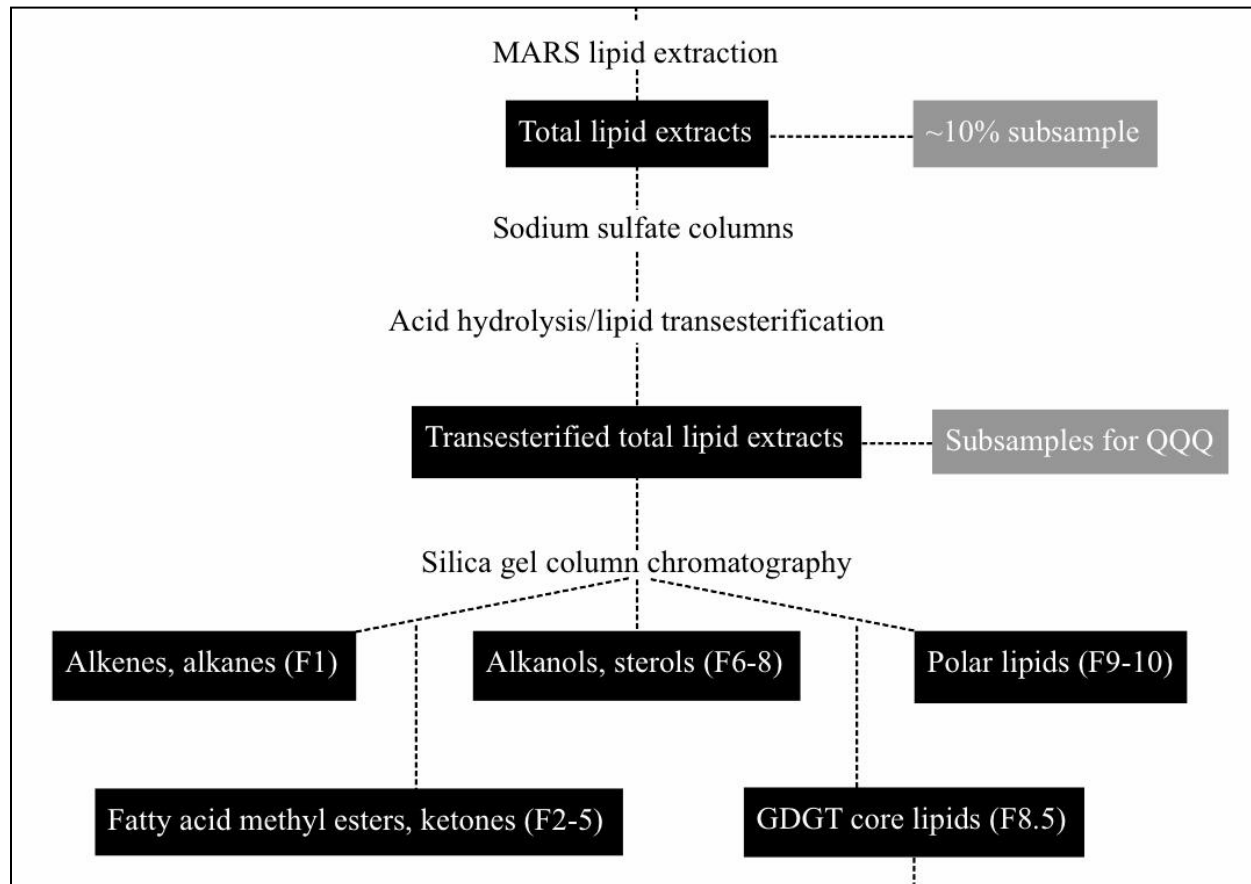 MARS lipid extraction
Total lipid extracts
~10% subsample
Sodium sulfate columns
Acid hydrolysis/lipid transesterification
Transesterified total lipid extracts
Subsamples for QQQ
Silica gel column chromatography
Alkenes, alkanes (F1)
Alkanols, sterols (F6-8)
Polar lipids (F9-10)
Fatty acid methyl esters, ketones (F2-5)
GDGT core lipids (F8.5)